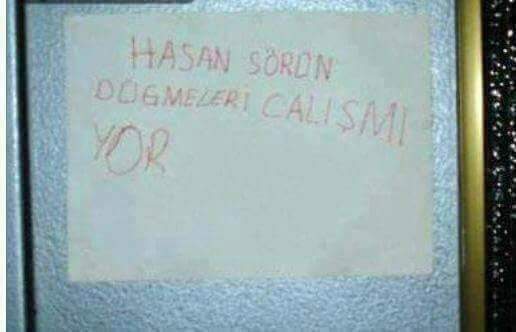 HASAN SÖRÜN
DÜGMELERİ CALIŞMI
YOR